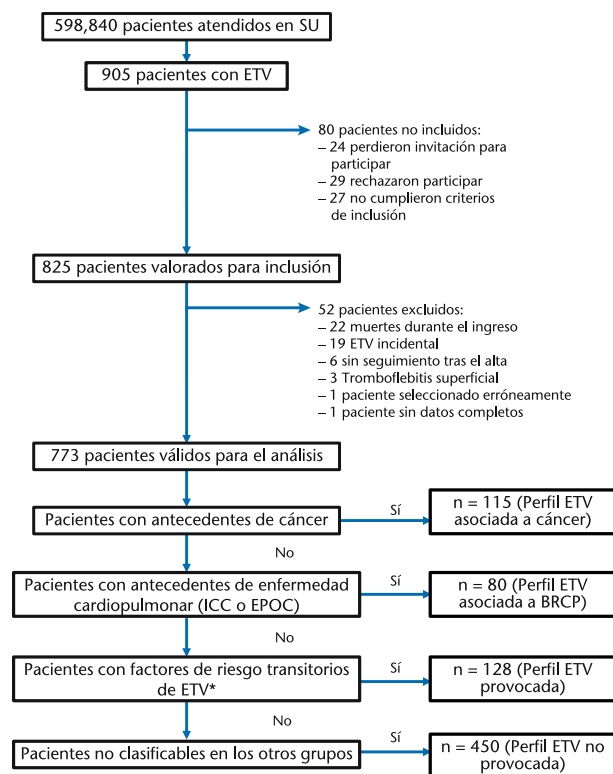 598,840 pacientes atendidos en SU
905 pacientes con ETV
80 pacientes no incluidos:
– 24 perdieron invitación para
participar
– 29 rechazaron participar
– 27 no cumplieron criterios
de inclusión
825 pacientes valorados para inclusión
52 pacientes excluidos:
– 22 muertes durante el ingreso
– 19 ETV incidental
– 6 sin seguimiento tras el alta
– 3 Tromboflebitis superficial
– 1 paciente seleccionado erróneamente
– 1 paciente sin datos completos
773 pacientes válidos para el análisis
Pacientes con antecedentes de cáncer
Sí
n = 115 (Perfil ETV
asociada a cáncer)
No
Pacientes con antecedentes de enfermedad
cardiopulmonar (ICC o EPOC)
Sí
n = 80 (Perfil ETV
asociada a BRCP)
No
Pacientes con factores de riesgo transitorios
de ETV*
Sí
n = 128 (Perfil ETV
provocada)
No
Pacientes no clasificables en los otros grupos
Sí
n = 450 (Perfil ETV no
provocada)